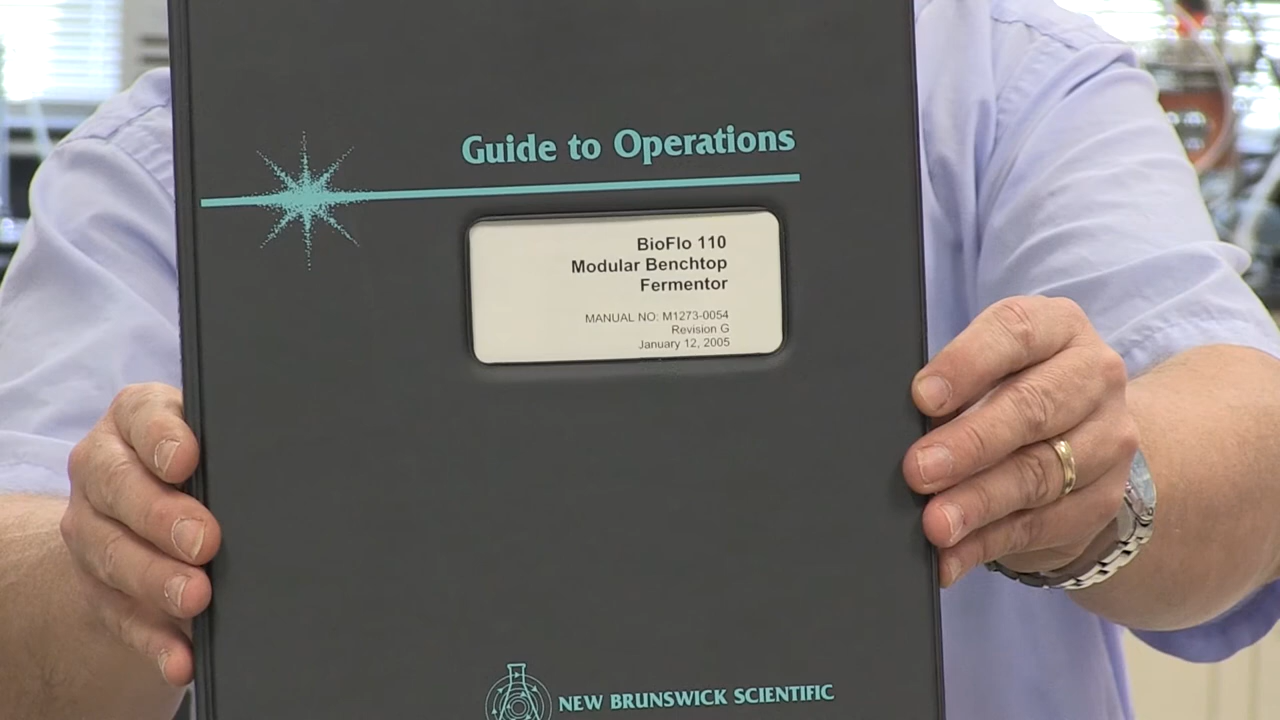 Guide to Operations
BioFlo 110
Modular Benchtop
Fermentor
MANUAL NO: M1273-0054
Revision G
January 12, 2005
NEW BRUNSWICK SCIENTIFIC